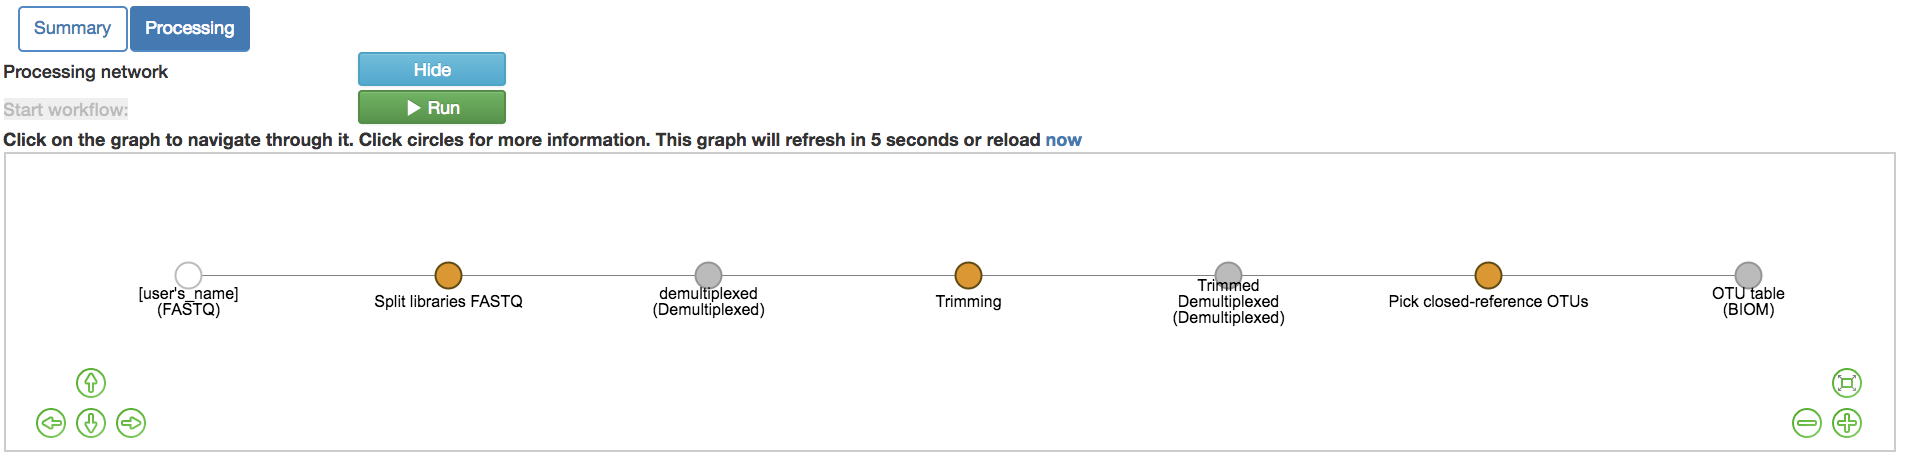 Summary
Processing
Processing network
Hide
Start workflow:
Run
Click on the graph to navigate through it. Click circles for more information. This graph will refresh in 5 seconds or reload now
[user's_name]
(FASTQ)
Split libraries FASTQ
demultiplexed
(Demultiplexed)
Trimming
Trimmed
Demultiplexed
(Demultiplexed)
Pick closed-reference OTUs
OTU table
(BIOM)